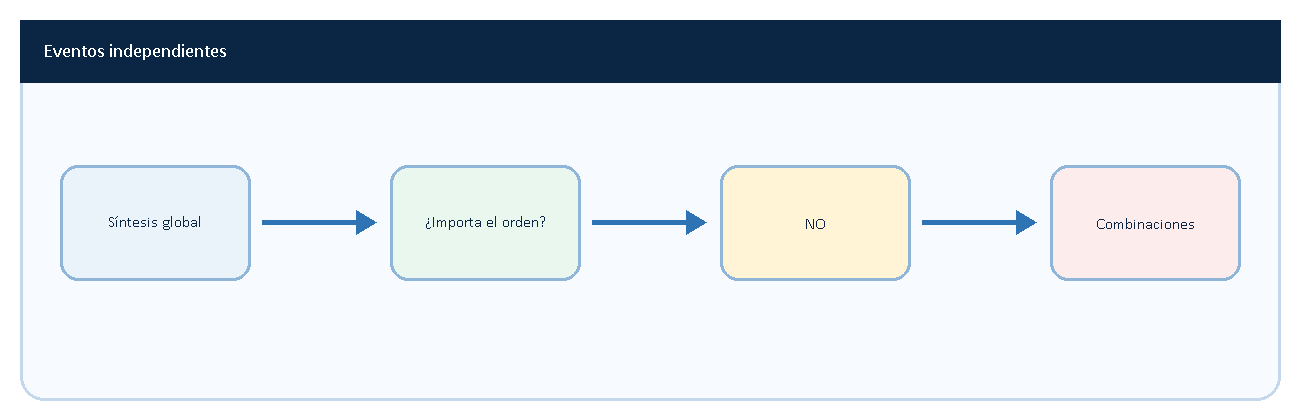 Eventos independientes
Síntesis global
¿Importa el orden?
NO
Combinaciones